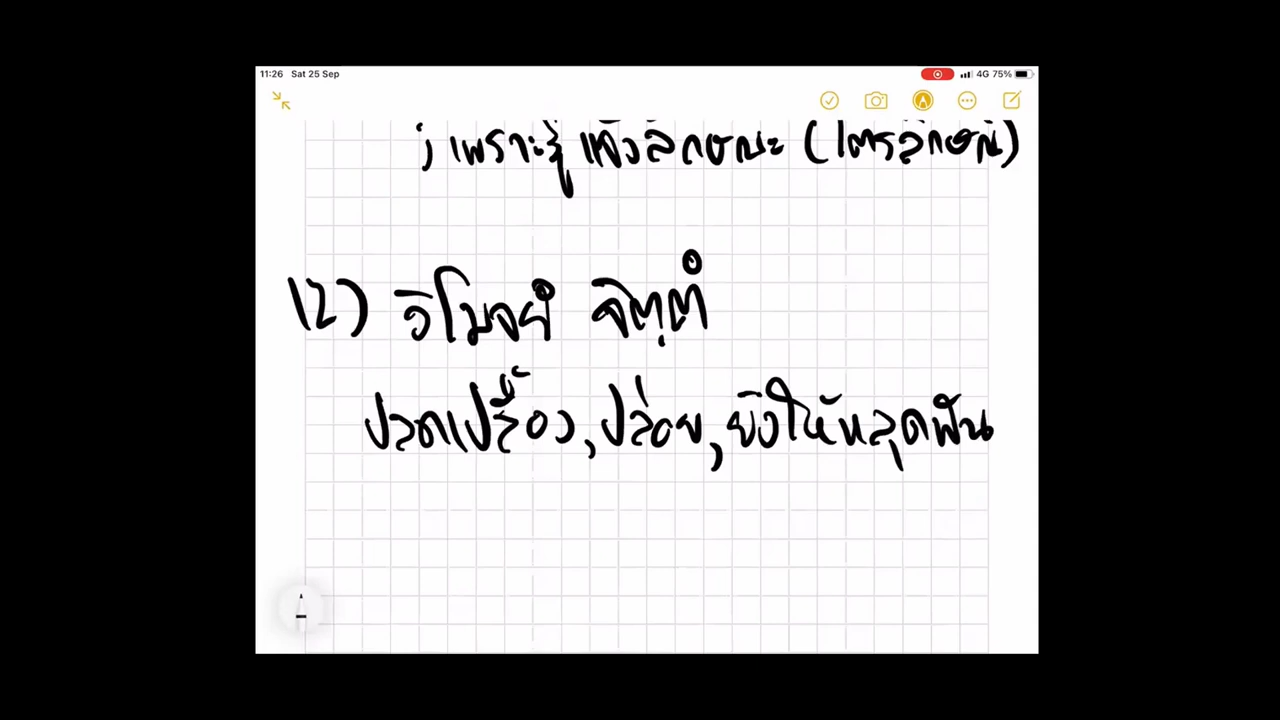 11:26 Sat 25 Sep 4G 75%
; เพราะรู้แจ้งลักษณะ (ไตรลักษณ์)
12) วิโมจยํ จิตฺตํ
ปลดเปลื้อง, ปล่อย, ยังให้หลุดพ้น